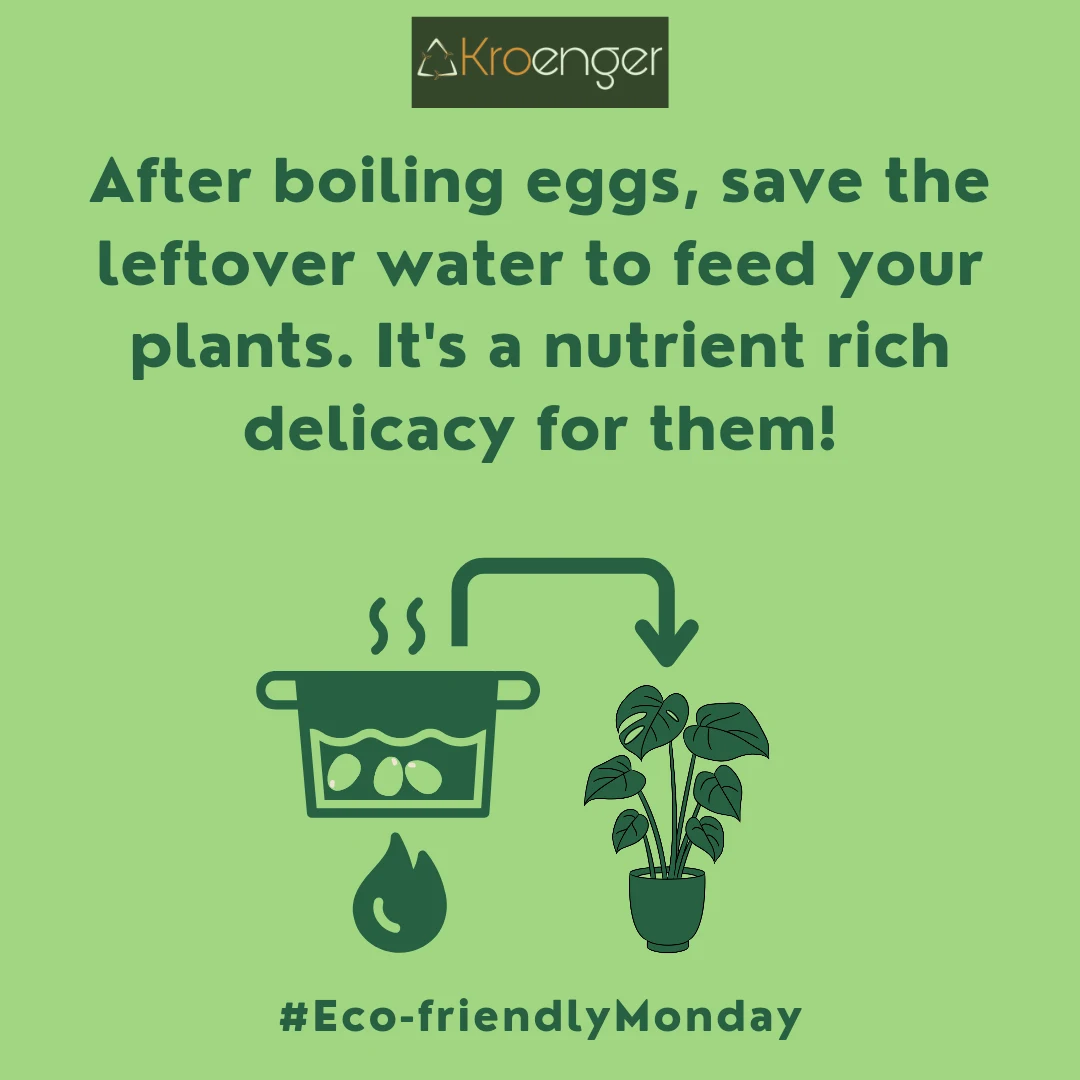 Kroenger
After boiling eggs, save the
leftover water to feed your
plants. It's a nutrient rich
delicacy for them!
#Eco-friendlyMonday